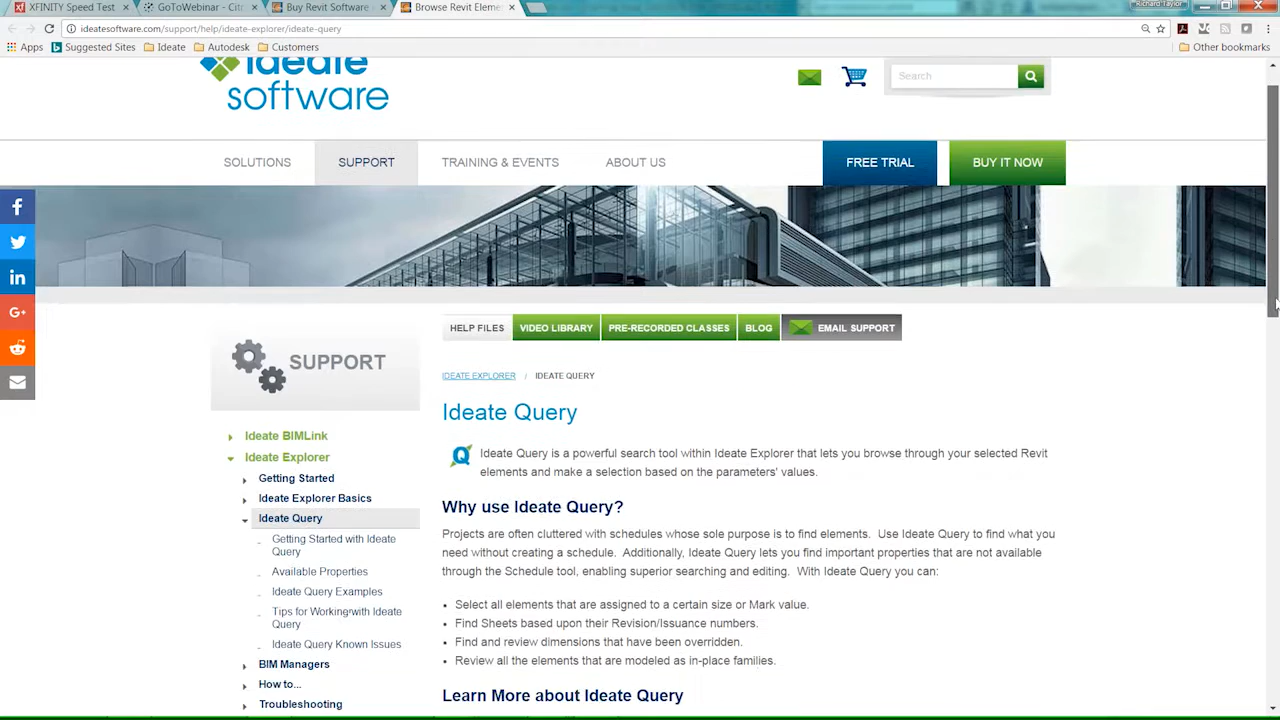 XFINITY Speed Test
GoToWebinar - Cit
Buy Revit Software
Browse Revit Eleme
Richard Taylor
ideatesoftware.com/support/help/ideate-explorer/ideate-query
Apps
Suggested Sites
Ideate
Autodesk
Customers
Other bookmarks
ideate
software
Search
SOLUTIONS
SUPPORT
TRAINING & EVENTS
ABOUT US
FREE TRIAL
BUY IT NOW
HELP FILES
VIDEO LIBRARY
PRE-RECORDED CLASSES
BLOG
EMAIL SUPPORT
SUPPORT
Ideate BIMLink
Ideate Explorer
Getting Started
Ideate Explorer Basics
Ideate Query
Getting Started with Ideate
Query
Available Properties
Ideate Query Examples
Tips for Working with Ideate
Query
Ideate Query Known Issues
BIM Managers
How to...
Troubleshooting
IDEATE EXPLORER / IDEATE QUERY
Ideate Query
Ideate Query is a powerful search tool within Ideate Explorer that lets you browse through your selected Revit
elements and make a selection based on the parameters' values.
Why use Ideate Query?
Projects are often cluttered with schedules whose sole purpose is to find elements. Use Ideate Query to find what you
need without creating a schedule. Additionally, Ideate Query lets you find important properties that are not available
through the Schedule tool, enabling superior searching and editing. With Ideate Query you can:
• Select all elements that are assigned to a certain size or Mark value.
• Find Sheets based upon their Revision/Issuance numbers.
• Find and review dimensions that have been overridden.
• Review all the elements that are modeled as in-place families.
Learn More about Ideate Query